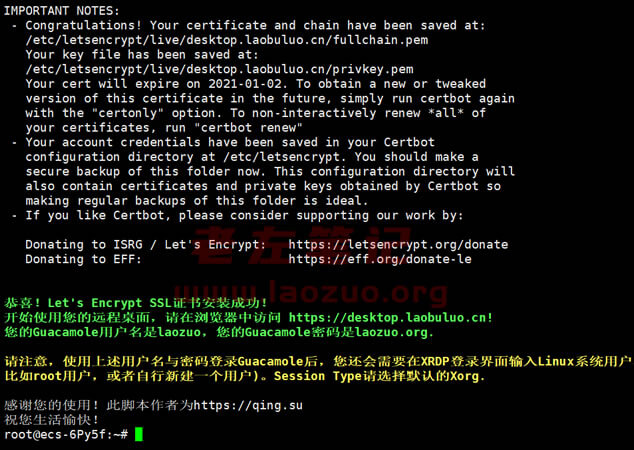 IMPORTANT NOTES:
- Congratulations! Your certificate and chain have been saved at:
/etc/letsencrypt/live/desktop.laobuluo.cn/fullchain.pem
Your key file has been saved at:
/etc/letsencrypt/live/desktop.laobuluo.cn/privkey.pem
Your cert will expire on 2021-01-02. To obtain a new or tweaked
version of this certificate in the future, simply run certbot again
with the "certonly" option. To non-interactively renew *all* of
your certificates, run "certbot renew"
- Your account credentials have been saved in your Certbot
configuration directory at /etc/letsencrypt. You should make a
secure backup of this folder now. This configuration directory will
also contain certificates and private keys obtained by Certbot so
making regular backups of this folder is ideal.
- If you like Certbot, please consider supporting our work by:
老左笔记
Donating to ISRG / Let's Encrypt: https://letsencrypt.org/donate
Donating to EFF: https://eff.org/donate-le
www.laozuo.org
恭喜! Let's Encrypt SSL证书安装成功!
开始使用您的远程桌面，请在浏览器中访问 https://desktop.laobuluo.cn!
您的Guacamole用户名是laozuo，您的Guacamole密码是laozuo.org.
请注意，使用上述用户名与密码登录Guacamole后，您还会需要在XRDP登录界面输入Linux系统用户
比如root用户，或者自行新建一个用户)。Session Type请选择默认的Xorg.
感谢您的使用! 此脚本作者为https://qing.su
祝您生活愉快!
root@ecs-6Py5f:~#